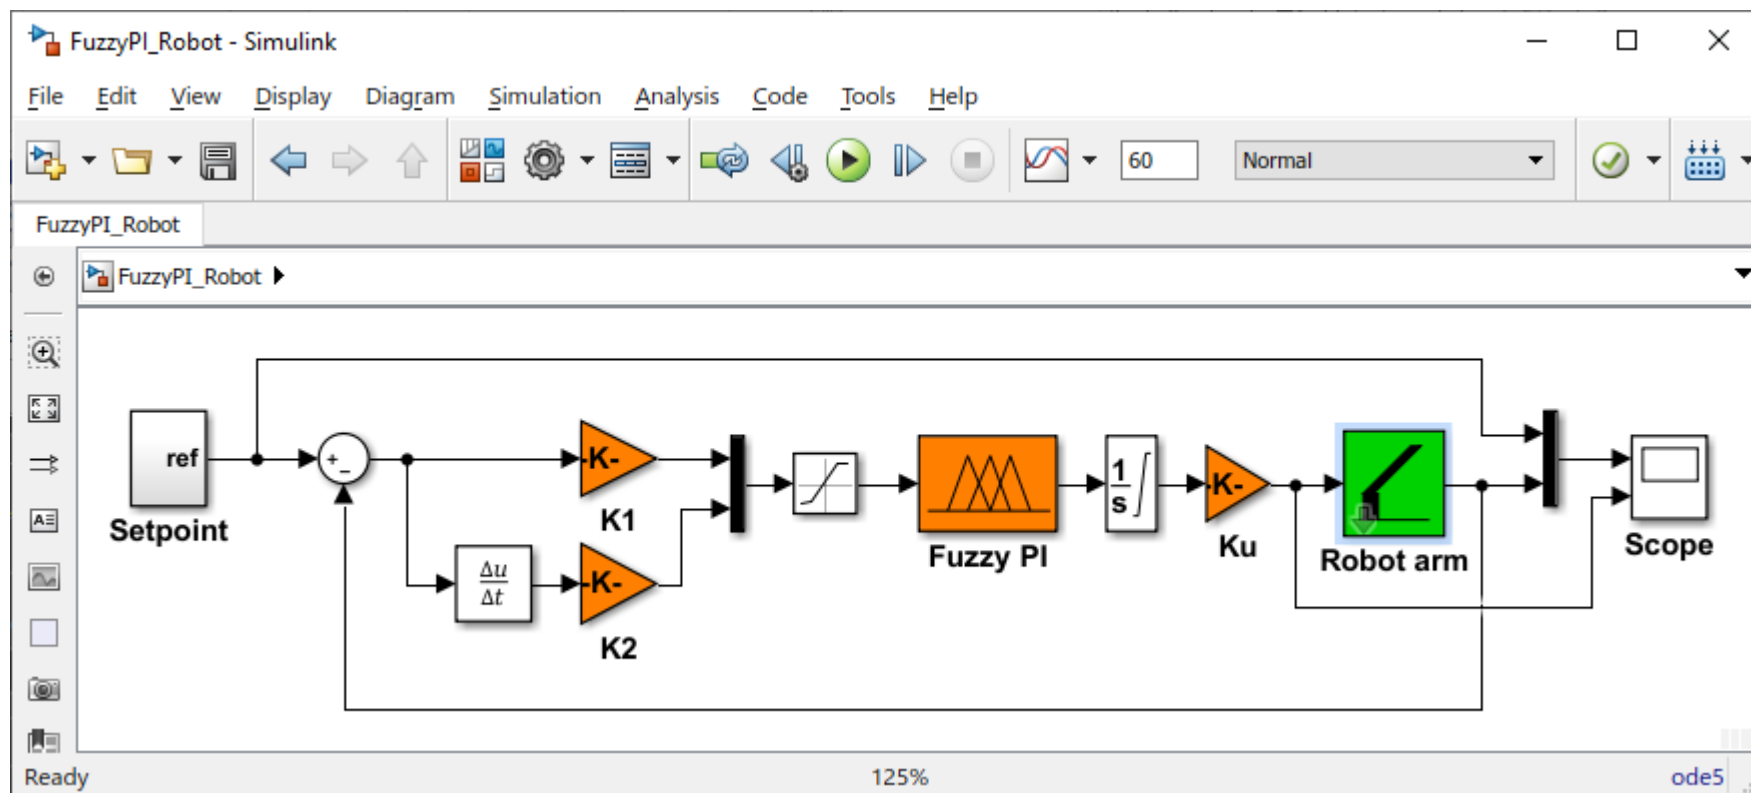 FuzzyPI_Robot - Simulink
File Edit View Display Diagram Simulation Analysis Code Tools Help
60 Normal
FuzzyPI_Robot
FuzzyPI_Robot
ref
Setpoint
+
-
-K-
K1
Δu
Δt
-K-
K2
Fuzzy PI
1
s
-K-
Ku
Robot arm
Scope
Ready 125% ode5